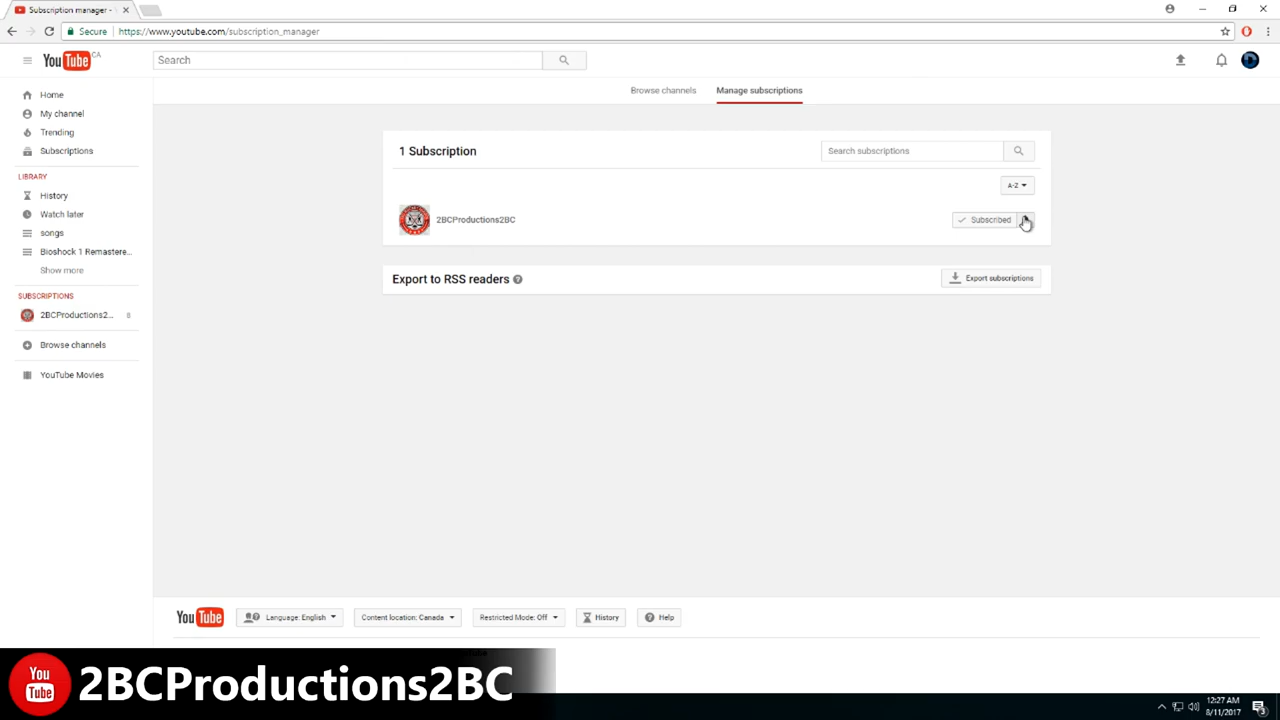 Subscription manager -
Secure https://www.youtube.com/subscription_manager
YouTube CA
Search
Browse channels Manage subscriptions
Home
My channel
Trending
Subscriptions
LIBRARY
History
Watch later
songs
Bioshock 1 Remastere...
Show more
SUBSCRIPTIONS
2BCProductions2... 8
Browse channels
YouTube Movies
1 Subscription
Search subscriptions
A-Z
2BCProductions2BC
Subscribed
Export to RSS readers
Export subscriptions
YouTube Language: English Content location: Canada Restricted Mode: Off History Help
You
Tube
2BCProductions2BC
12:27 AM
8/11/2017
3